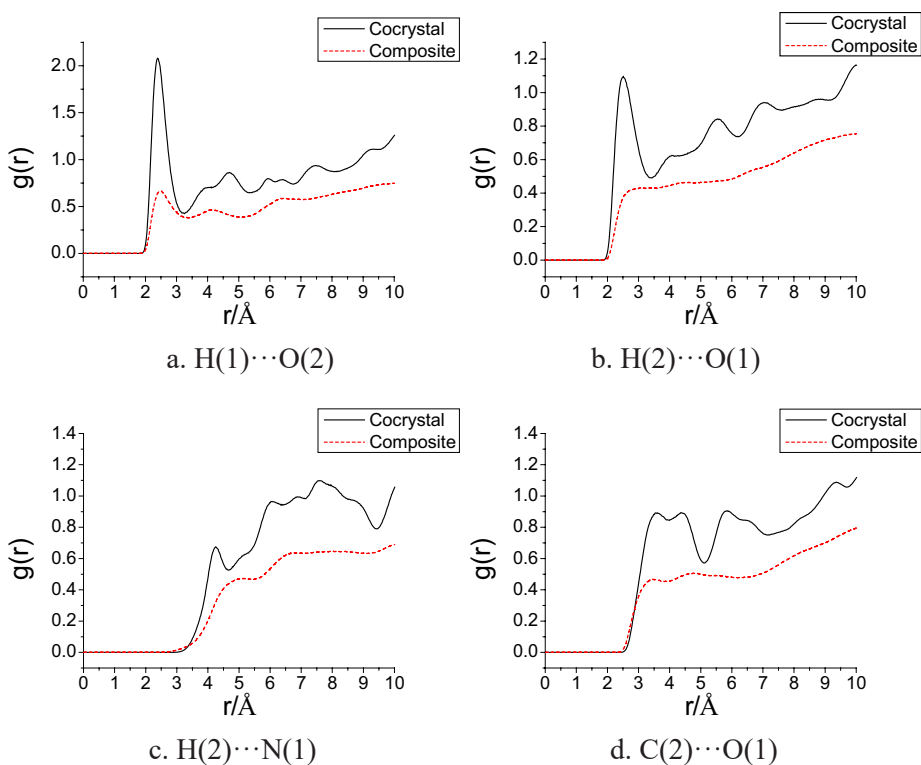 Cocrystal
Composite
g(r)
2.0
1.5
1.0
0.5
0.0
0 1 2 3 4 5 6 7 8 9 10
r/Å
a. H(1)···O(2)
Cocrystal
Composite
g(r)
1.2
1.0
0.8
0.6
0.4
0.2
0.0
0 1 2 3 4 5 6 7 8 9 10
r/Å
b. H(2)···O(1)
Cocrystal
Composite
g(r)
1.4
1.2
1.0
0.8
0.6
0.4
0.2
0.0
0 1 2 3 4 5 6 7 8 9 10
r/Å
c. H(2)···N(1)
Cocrystal
Composite
g(r)
1.4
1.2
1.0
0.8
0.6
0.4
0.2
0.0
0 1 2 3 4 5 6 7 8 9 10
r/Å
d. C(2)···O(1)